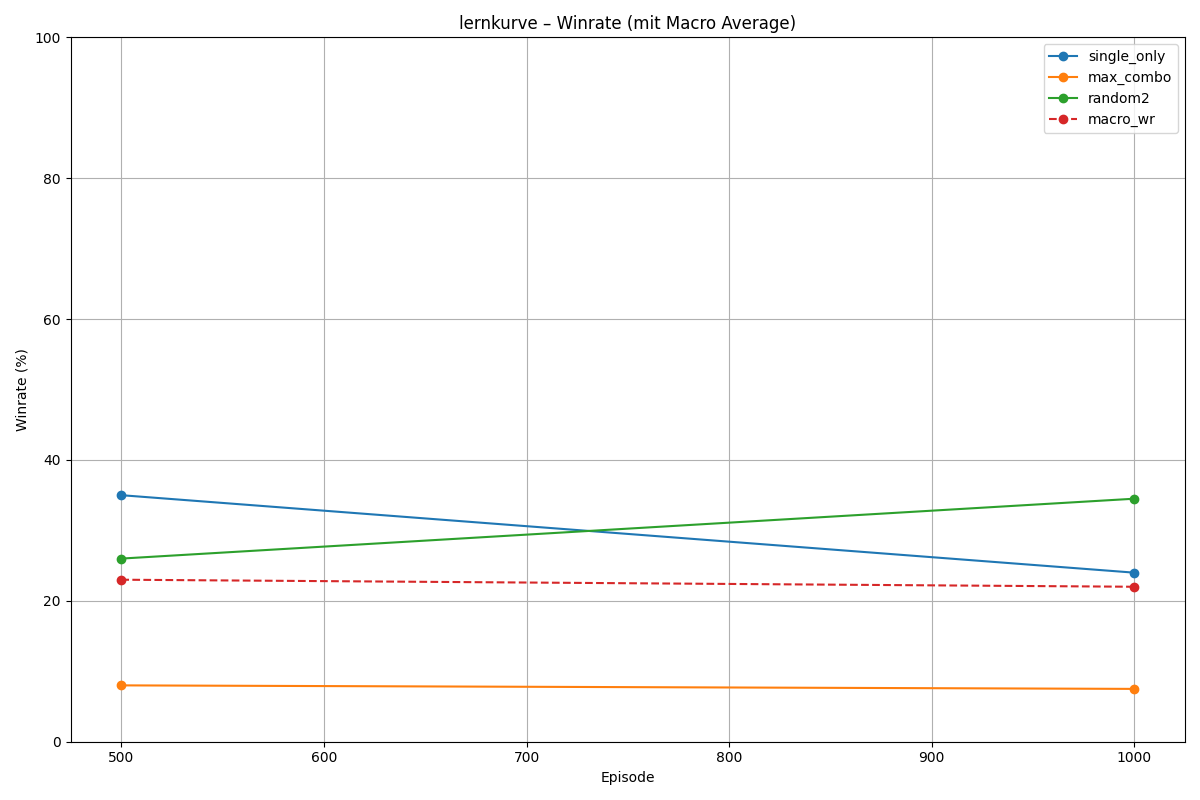 lernkurve – Winrate (mit Macro Average)
single_only
max_combo
random2
macro_wr
Winrate (%)
100
80
60
40
20
0
500
600
700
800
900
1000
Episode